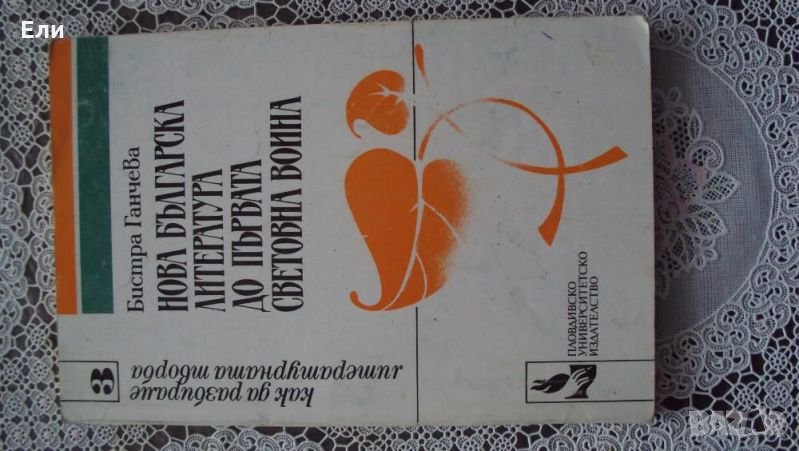 Ели
Бистра Ганчева
НОВА БЪЛГАРСКА
ЛИТЕРАТУРА
ДО ПЪРВАТА
СВЕТОВНА ВОЙНА
3
как да разбираме
литературната творба
ПЛОВДИВСКО
УНИВЕРСИТЕТСКО
ИЗДАТЕЛСТВО